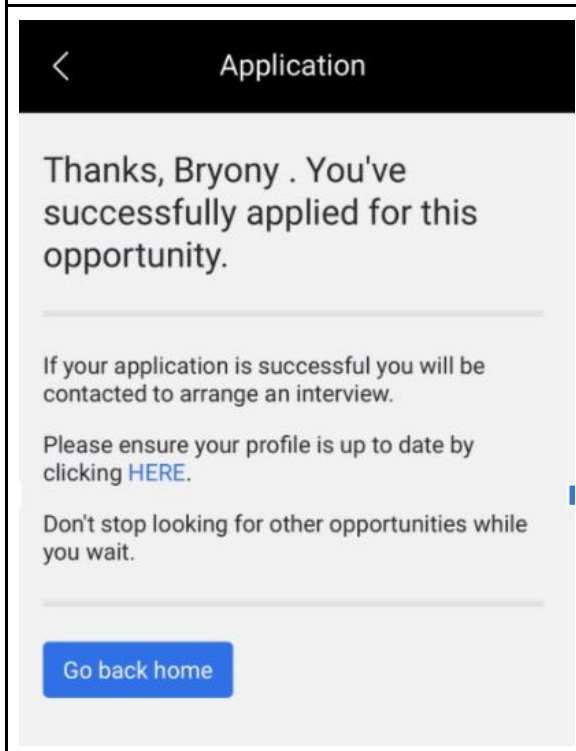 Application
Thanks, Bryony . You've
successfully applied for this
opportunity.
If your application is successful you will be
contacted to arrange an interview.
Please ensure your profile is up to date by
clicking HERE.
Don't stop looking for other opportunities while
you wait.
Go back home